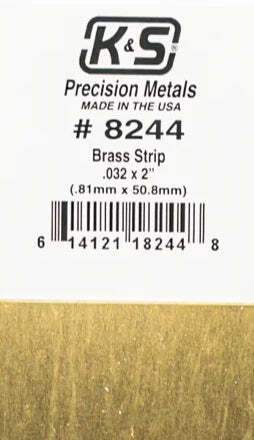 K&S®
Precision Metals
MADE IN THE USA
# 8244
Brass Strip
.032 x 2"
(.81mm x 50.8mm)
6 14121 18244 8